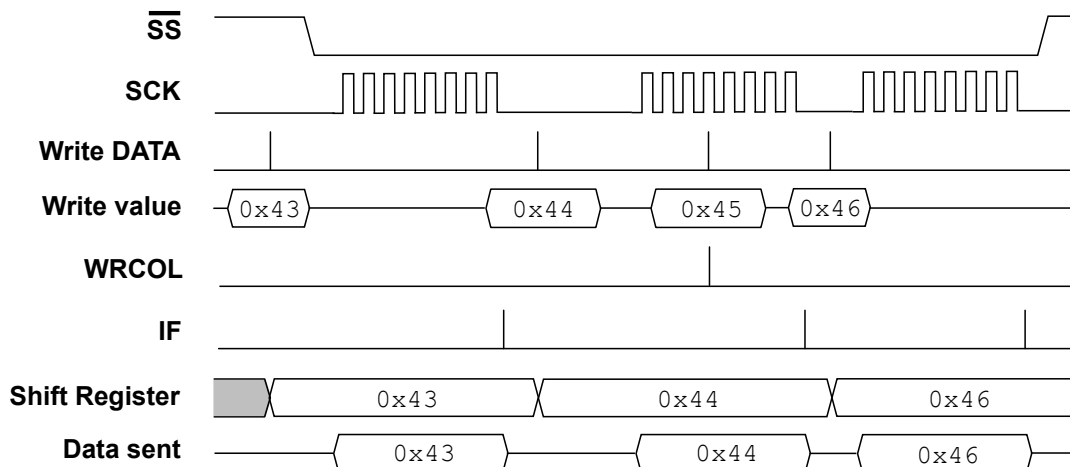 SS
SCK
Write DATA
Write value 0x43 0x44 0x45 0x46
WRCOL
IF
Shift Register 0x43 0x44 0x46
Data sent 0x43 0x44 0x46